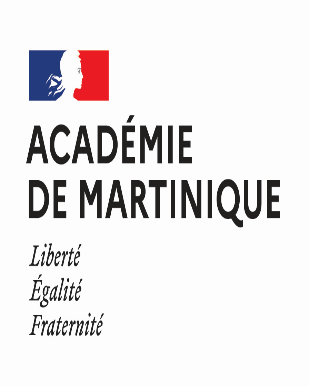 ACADÉMIE
DE MARTINIQUE
Liberté
Égalité
Fraternité